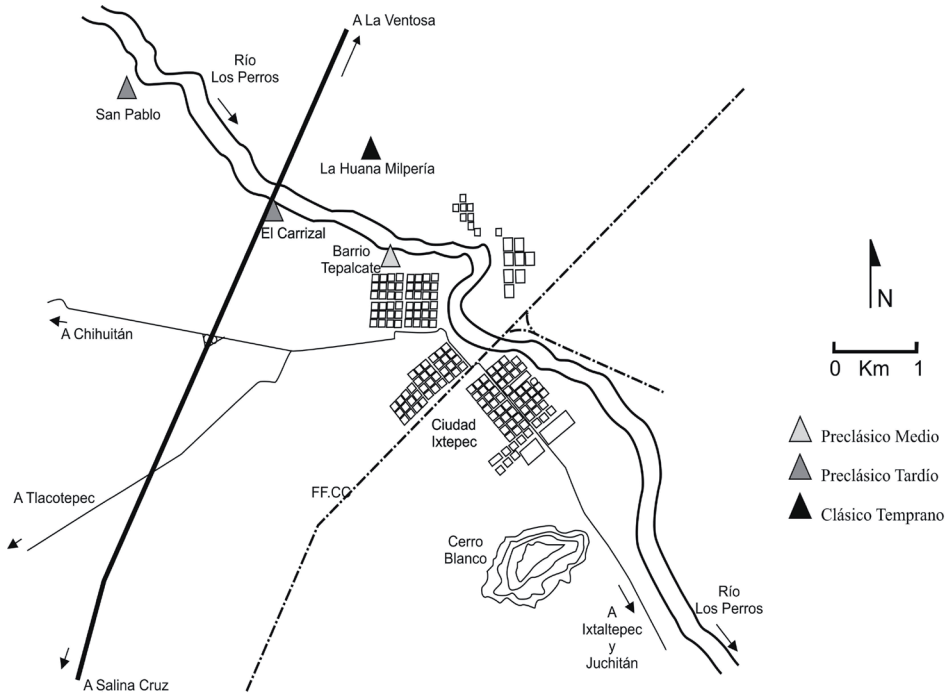 A La Ventosa
Río
Los Perros
San Pablo
La Huana Milpería
El Carrizal
Barrio
Tepalcate
N
A Chihuitán
0 Km 1
Ciudad
Ixtepec
Preclásico Medio
Preclásico Tardío
Clásico Temprano
A Tlacotepec
FF.CC
Cerro
Blanco
Río
Los Perros
A
Ixtaltepec
y
Juchitán
A Salina Cruz